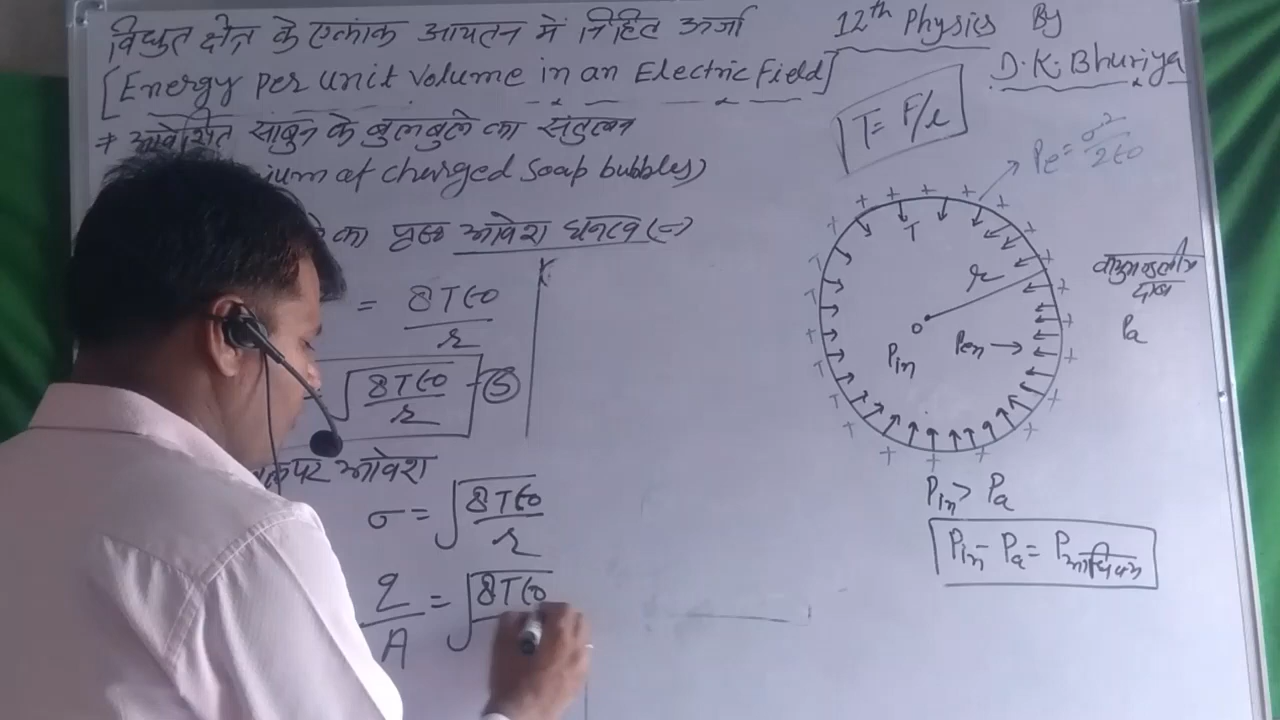 विद्युत क्षेत्र के एकांक आयतन में निहित ऊर्जा
[Energy Per unit Volume in an Electric Field]
⇒ आवेशित साबुन के बुलबुले का संतुलन
of charged Soap bubbles)
का पृष्ठ आवेश घनत्व (σ)
= 8Tε0/r
√(8Tε0/r) - ⑤
पर आवेश
σ = √(8Tε0/r)
q/A = √(8Tε0
12th Physics By
D.K. Bhuriya
T = F/l
Pe = σ²/2ε0
+ + + + + + + + + + + + + + + +
T
r
O
Pin
Pen →
वायुमण्डलीय
दाब
Pa
Pin > Pa
Pin - Pa = Pआधिक्य